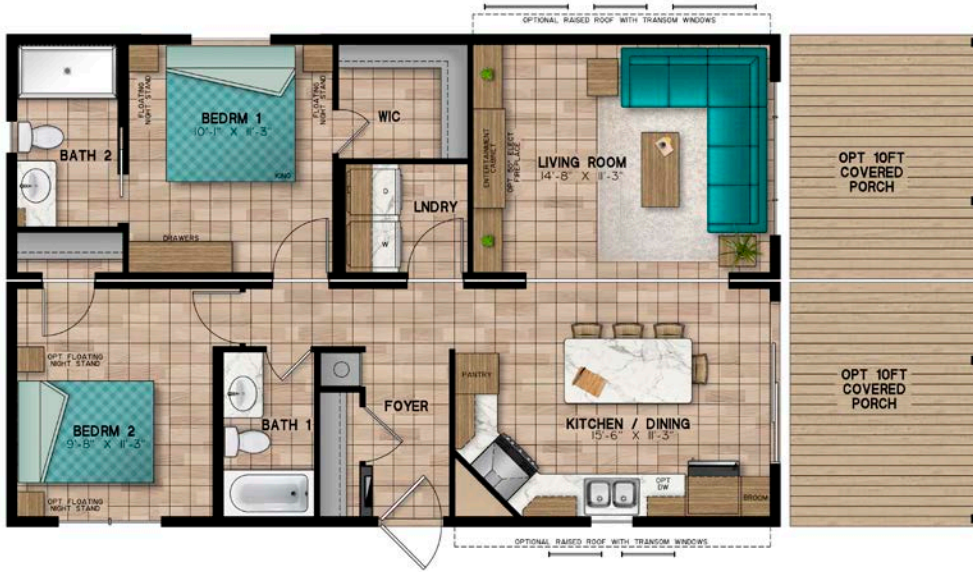 OPTIONAL RAISED ROOF WITH TRANSOM WINDOWS
FLOATING
NIGHT STAND
BEDRM 1
10'-1" X 11'-3"
KING
FLOATING
NIGHT STAND
WIC
BATH 2
DRAWERS
D
W
LNDRY
ENTERTAINMENT
CABINET
OPT 50" ELECT
FIREPLACE
LIVING ROOM
14'-8" X 11'-3"
OPT 10FT
COVERED
PORCH
OPT FLOATING
NIGHT STAND
BEDRM 2
9'-8" X 11'-3"
OPT FLOATING
NIGHT STAND
BATH 1
FOYER
PANTRY
KITCHEN / DINING
15'-6" X 11'-3"
OPT
DW
BROOM
OPT 10FT
COVERED
PORCH
OPTIONAL RAISED ROOF WITH TRANSOM WINDOWS